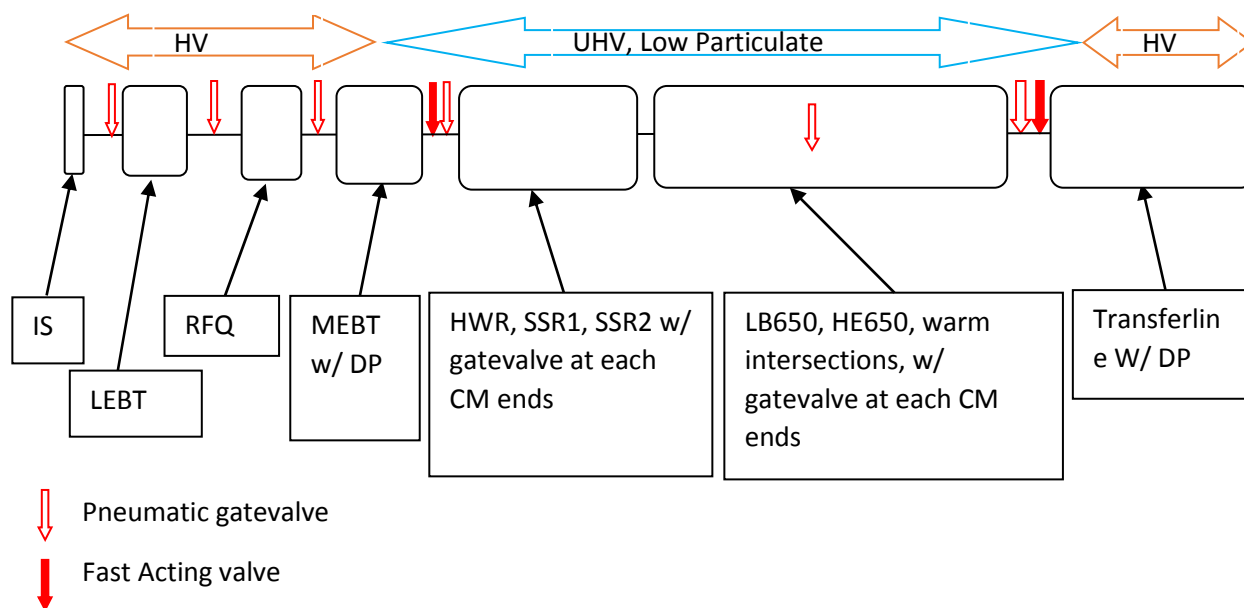 HV
UHV, Low Particulate
HV
IS
LEBT
RFQ
MEBT
w/ DP
HWR, SSR1, SSR2 w/
gatevalve at each
CM ends
LB650, HE650, warm
intersections, w/
gatevalve at each CM
ends
Transferlin
e W/ DP
Pneumatic gatevalve
Fast Acting valve